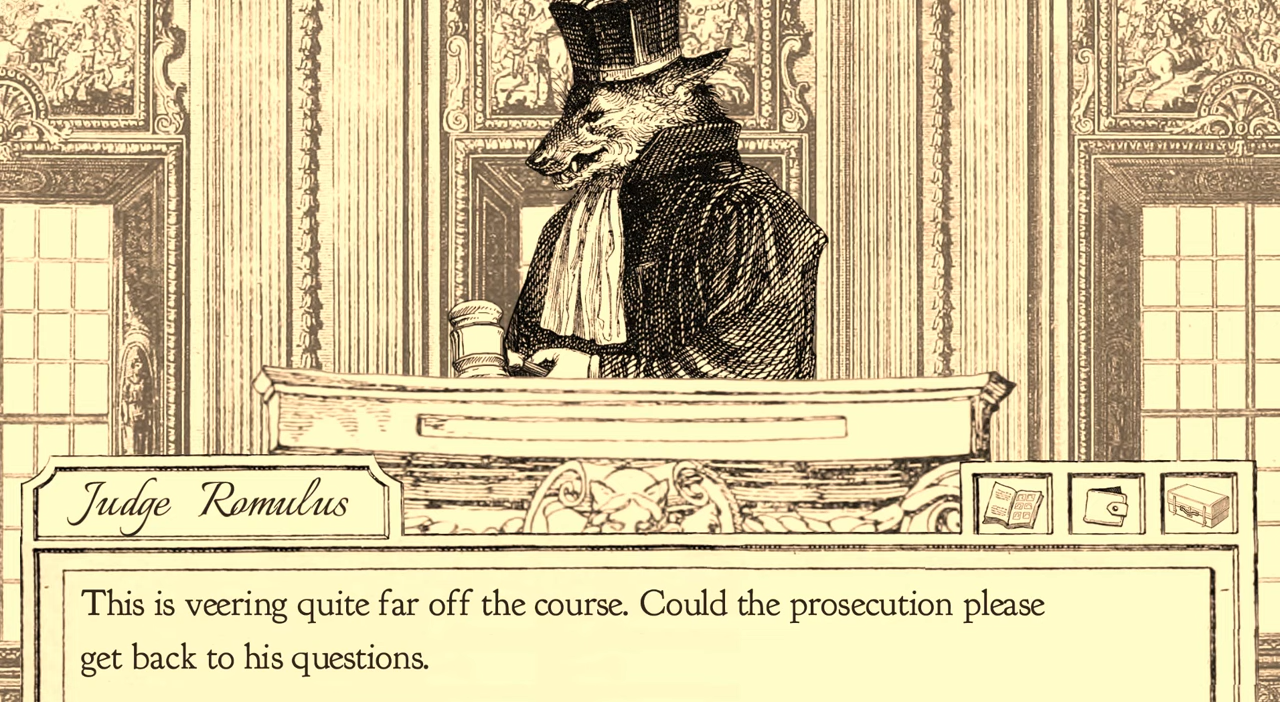 Judge Romulus
This is veering quite far off the course. Could the prosecution please
get back to his questions.